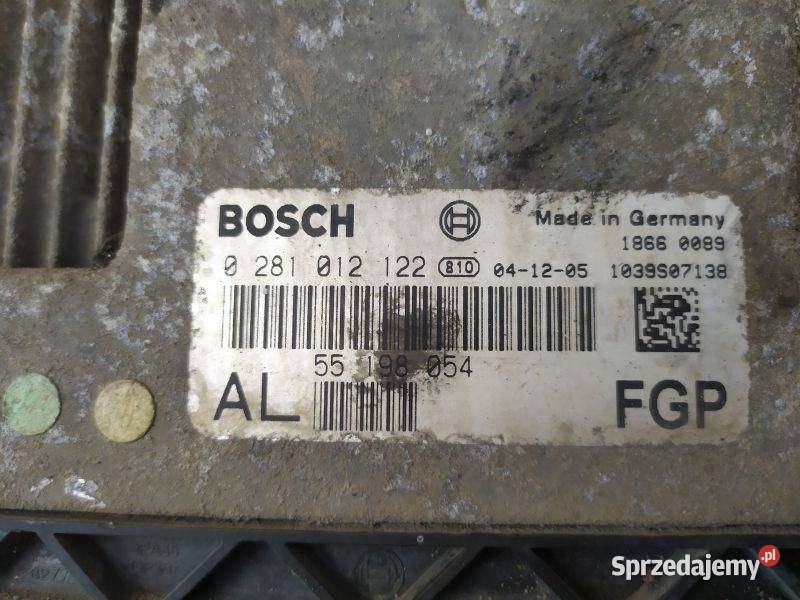 BOSCH
Made in Germany
1866 0089
0 281 012 122 810 04-12-05 1039S07138
55 198 054
AL
FGP
Sprzedajemy.pl